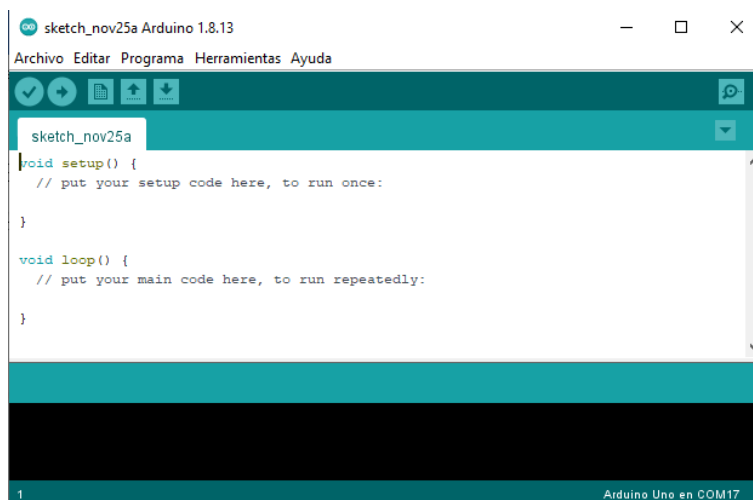 sketch_nov25a Arduino 1.8.13
Archivo Editar Programa Herramientas Ayuda
sketch_nov25a
void setup() {
  // put your setup code here, to run once:
}
void loop() {
  // put your main code here, to run repeatedly:
}
1 Arduino Uno en COM17